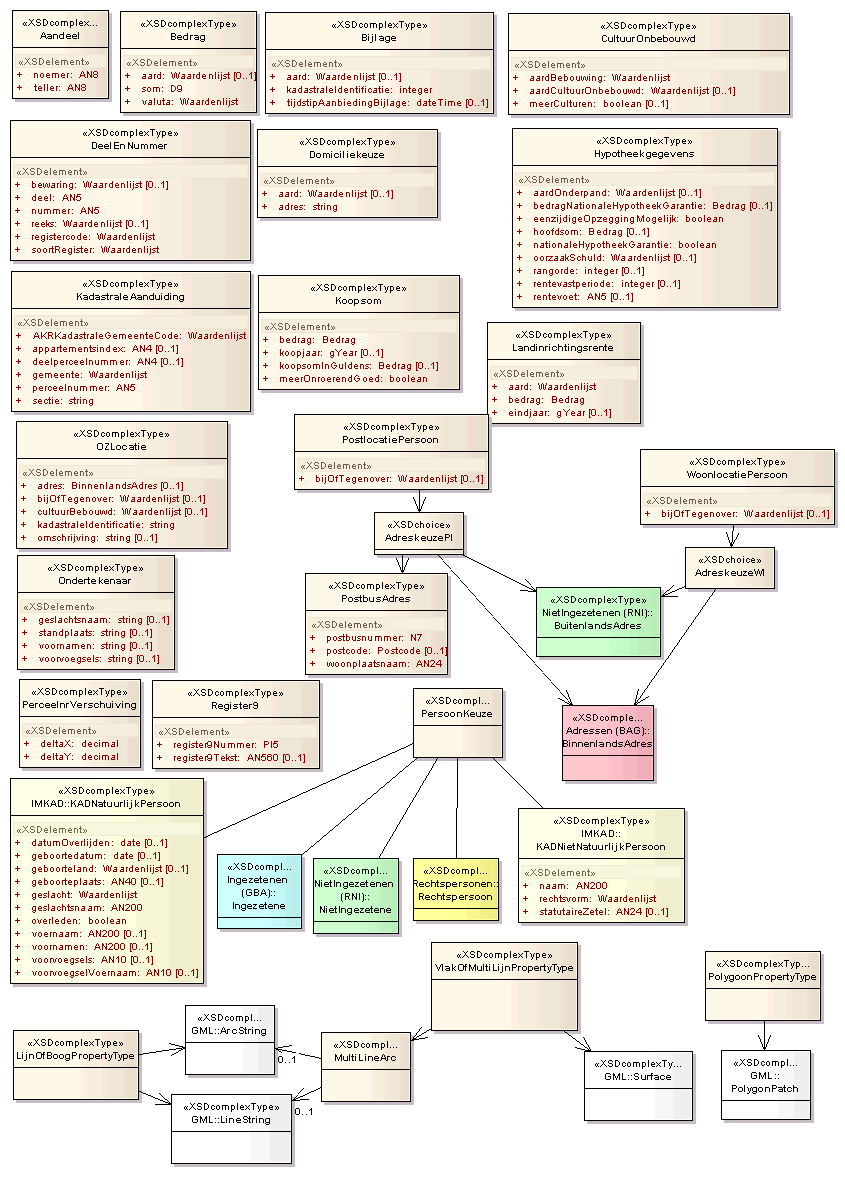 «XSDcomplex...
Aandeel
«XSDelement»
+ noemer: AN8
+ teller: AN8
«XSDcomplexType»
Bedrag
«XSDelement»
+ aard: Waardenlijst [0..1]
+ som: D9
+ valuta: Waardenlijst
«XSDcomplexType»
Bijlage
«XSDelement»
+ aard: Waardenlijst [0..1]
+ kadastraleIdentificatie: integer
+ tijdstipAanbiedingBijlage: dateTime [0..1]
«XSDcomplexType»
CultuurOnbebouwd
«XSDelement»
+ aardBebouwing: Waardenlijst
+ aardCultuurOnbebouwd: Waardenlijst [0..1]
+ meerCulturen: boolean [0..1]
«XSDcomplexType»
DeelEnNummer
«XSDelement»
+ bewaring: Waardenlijst [0..1]
+ deel: AN5
+ nummer: AN5
+ reeks: Waardenlijst [0..1]
+ registercode: Waardenlijst
+ soortRegister: Waardenlijst
«XSDcomplexType»
Domiciliekeuze
«XSDelement»
+ aard: Waardenlijst [0..1]
+ adres: string
«XSDcomplexType»
Hypotheekgegevens
«XSDelement»
+ aardOnderpand: Waardenlijst [0..1]
+ bedragNationaleHypotheekGarantie: Bedrag [0..1]
+ eenzijdigeOpzeggingMogelijk: boolean
+ hoofdsom: Bedrag [0..1]
+ nationaleHypotheekGarantie: boolean
+ oorzaakSchuld: Waardenlijst [0..1]
+ rangorde: integer [0..1]
+ rentevastperiode: integer [0..1]
+ rentevoet: AN5 [0..1]
«XSDcomplexType»
KadastraleAanduiding
«XSDelement»
+ AKRKadastraleGemeenteCode: Waardenlijst
+ appartementsindex: AN4 [0..1]
+ deelperceelnummer: AN4 [0..1]
+ gemeente: Waardenlijst
+ perceelnummer: AN5
+ sectie: string
«XSDcomplexType»
Koopsom
«XSDelement»
+ bedrag: Bedrag
+ koopjaar: gYear [0..1]
+ koopsomInGuldens: Bedrag [0..1]
+ meerOnroerendGoed: boolean
«XSDcomplexType»
Landinrichtingsrente
«XSDelement»
+ aard: Waardenlijst
+ bedrag: Bedrag
+ eindjaar: gYear [0..1]
«XSDcomplexType»
OZLocatie
«XSDelement»
+ adres: BinnenlandsAdres [0..1]
+ bijOfTegenover: Waardenlijst [0..1]
+ cultuurBebouwd: Waardenlijst [0..1]
+ kadastraleIdentificatie: string
+ omschrijving: string [0..1]
«XSDcomplexType»
PostlocatiePersoon
«XSDelement»
+ bijOfTegenover: Waardenlijst [0..1]
«XSDcomplexType»
WoonlocatiePersoon
«XSDelement»
+ bijOfTegenover: Waardenlijst [0..1]
«XSDchoice»
AdreskeuzePl
«XSDchoice»
AdreskeuzeWl
«XSDcomplexType»
Ondertekenaar
«XSDelement»
+ geslachtsnaam: string [0..1]
+ standplaats: string [0..1]
+ voornamen: string [0..1]
+ voorvoegsels: string [0..1]
«XSDcomplexType»
PostbusAdres
«XSDelement»
+ postbusnummer: N7
+ postcode: Postcode [0..1]
+ woonplaatsnaam: AN24
«XSDcomplexType»
NietIngezetenen (RNI)::
BuitenlandsAdres
«XSDcomplexType»
PerceelnrVerschuiving
«XSDelement»
+ deltaX: decimal
+ deltaY: decimal
«XSDcomplexType»
Register9
«XSDelement»
+ register9Nummer: PI5
+ register9Tekst: AN560 [0..1]
«XSDcompl...
PersoonKeuze
«XSDcomple...
Adressen (BAG)::
BinnenlandsAdres
«XSDcomplexType»
IMKAD::KADNatuurlijkPersoon
«XSDelement»
+ datumOverlijden: date [0..1]
+ geboortedatum: date [0..1]
+ geboorteland: Waardenlijst [0..1]
+ geboorteplaats: AN40 [0..1]
+ geslacht: Waardenlijst
+ geslachtsnaam: AN200
+ overleden: boolean
+ voernaam: AN200 [0..1]
+ voornamen: AN200 [0..1]
+ voorvoegsels: AN10 [0..1]
+ voorvoegselVoernaam: AN10 [0..1]
«XSDcompl...
Ingezetenen
(GBA)::
Ingezetene
«XSDcompl...
NietIngezetenen
(RNI)::
NietIngezetene
«XSDcompl...
Rechtspersonen::
Rechtspersoon
«XSDcomplexType»
IMKAD::
KADNietNatuurlijkPersoon
«XSDelement»
+ naam: AN200
+ rechtsvorm: Waardenlijst
+ statutaireZetel: AN24 [0..1]
«XSDcomplexType»
VlakOfMultiLijnPropertyType
«XSDcomplexTyp...
PolygoonPropertyType
«XSDcomplexType»
LijnOfBoogPropertyType
«XSDcompl...
GML::ArcString
0..1
«XSDcompl...
MultiLineArc
«XSDcomplexTy...
GML::Surface
«XSDcompl...
GML::
PolygonPatch
«XSDcomplexType»
GML::LineString
0..1